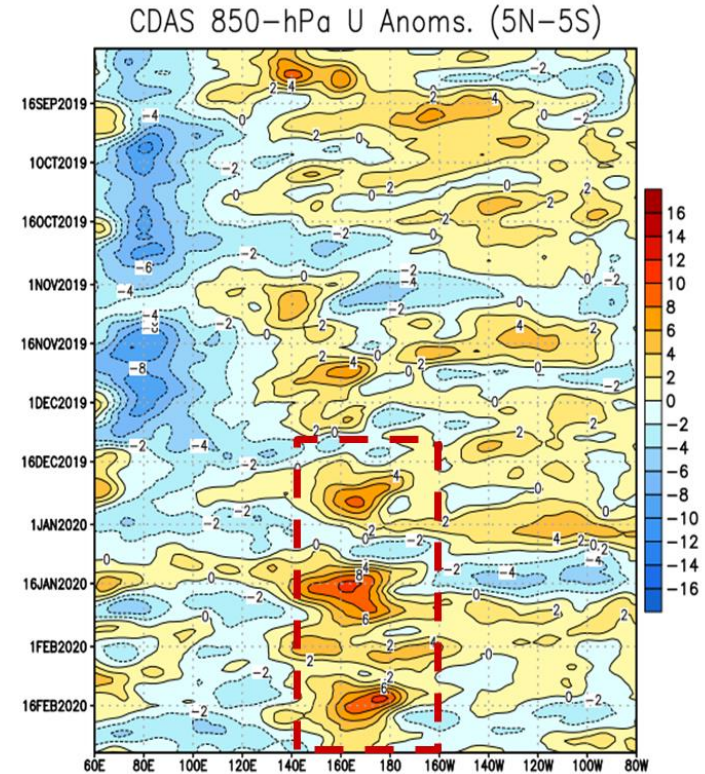 CDAS 850-hPa U Anoms. (5N-5S)
16SEP2019
1OCT2019
16OCT2019
1NOV2019
16NOV2019
1DEC2019
16DEC2019
1JAN2020
16JAN2020
1FEB2020
16FEB2020
60E 80E 100E 120E 140E 160E 180 160W 140W 120W 100W 80W
16
14
12
10
8
6
4
2
0
-2
-4
-6
-8
-10
-12
-14
-16